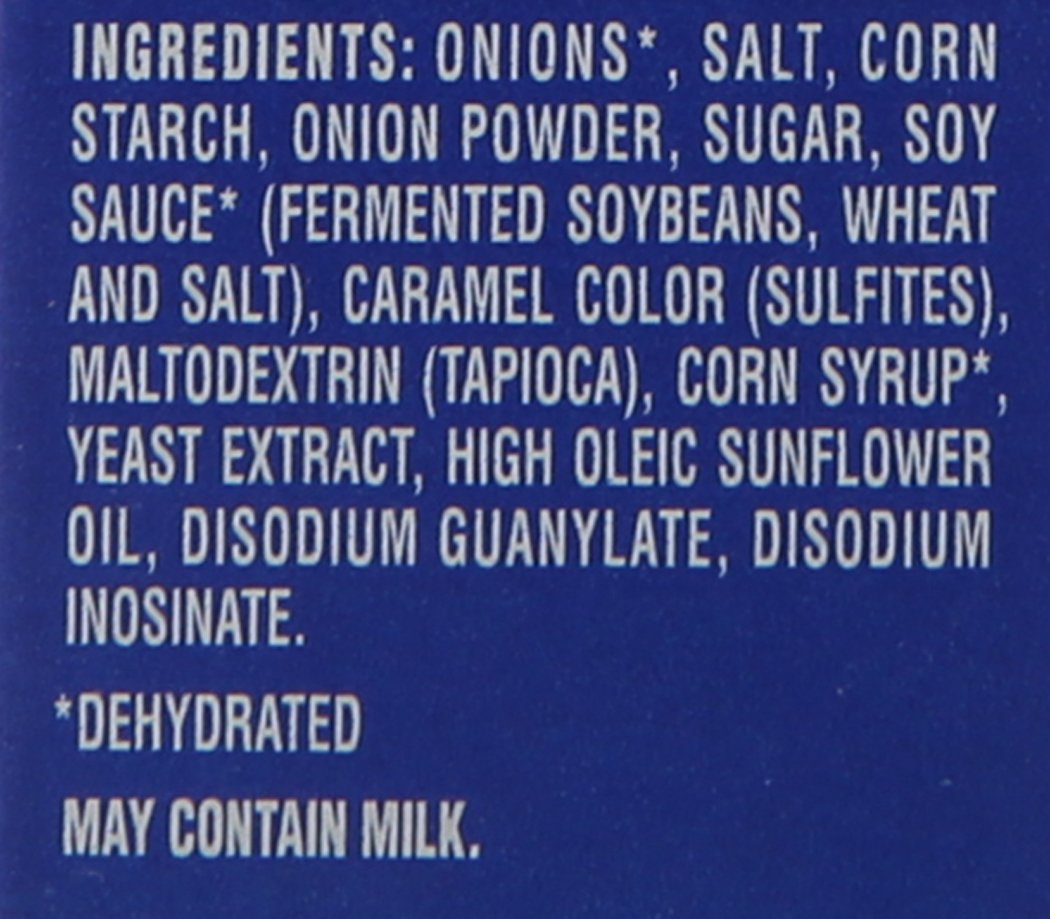 INGREDIENTS: ONIONS*, SALT, CORN
STARCH, ONION POWDER, SUGAR, SOY
SAUCE* (FERMENTED SOYBEANS, WHEAT
AND SALT), CARAMEL COLOR (SULFITES),
MALTODEXTRIN (TAPIOCA), CORN SYRUP*,
YEAST EXTRACT, HIGH OLEIC SUNFLOWER
OIL, DISODIUM GUANYLATE, DISODIUM
INOSINATE.
*DEHYDRATED
MAY CONTAIN MILK.